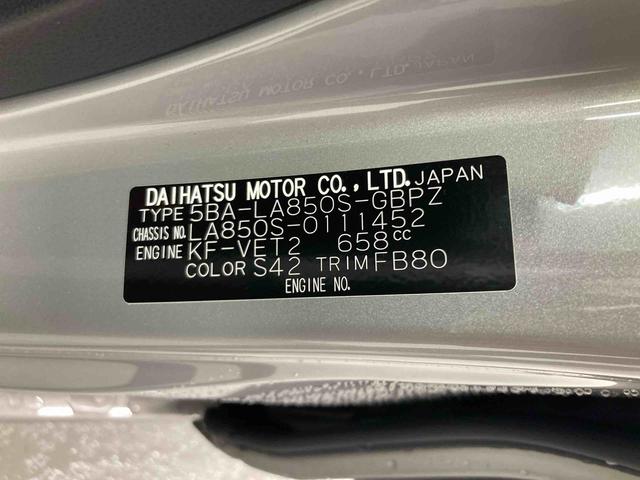 DAIHATSU MOTOR CO., LTD. JAPAN
TYPE 5BA-LA850S-GBPZ
CHASSIS NO. LA850S-0111452
ENGINE KF-VET2 658cc
COLOR S42 TRIM FB80
ENGINE NO.